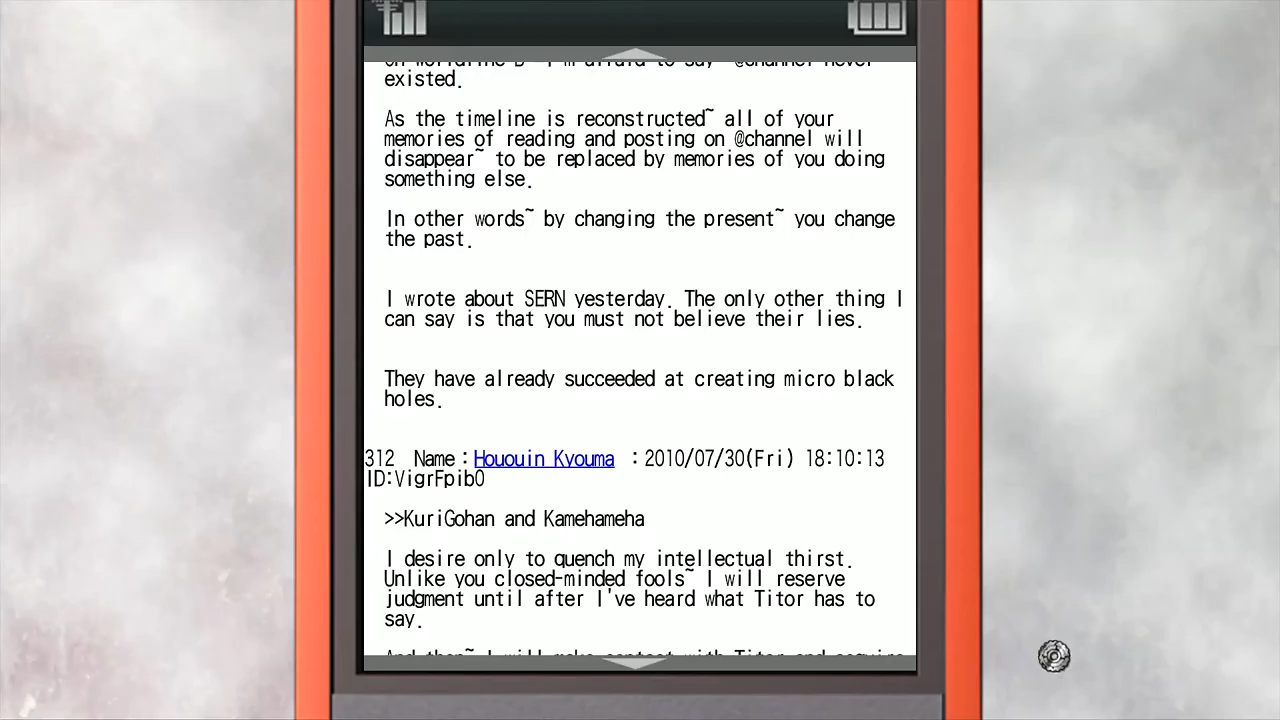 existed.
As the timeline is reconstructed~ all of your
memories of reading and posting on @channel will
disappear~ to be replaced by memories of you doing
something else.
In other words~ by changing the present~ you change
the past.
I wrote about SERN yesterday. The only other thing I
can say is that you must not believe their lies.
They have already succeeded at creating micro black
holes.
312 Name：Hououin Kyouma ：2010/07/30(Fri) 18:10:13
ID:VigrFpib0
>>KuriGohan and Kamehameha
I desire only to quench my intellectual thirst.
Unlike you closed-minded fools~ I will reserve
judgment until after I've heard what Titor has to
say.